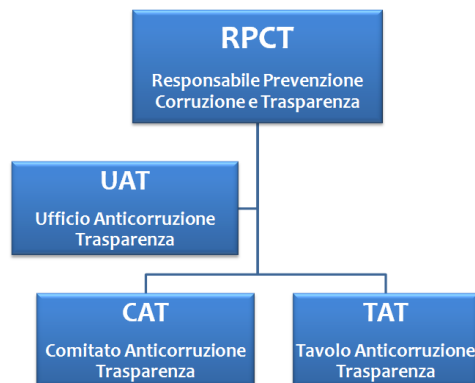 RPCT
Responsabile Prevenzione
Corruzione e Trasparenza
UAT
Ufficio Anticorruzione
Trasparenza
CAT
Comitato Anticorruzione
Trasparenza
TAT
Tavolo Anticorruzione
Trasparenza